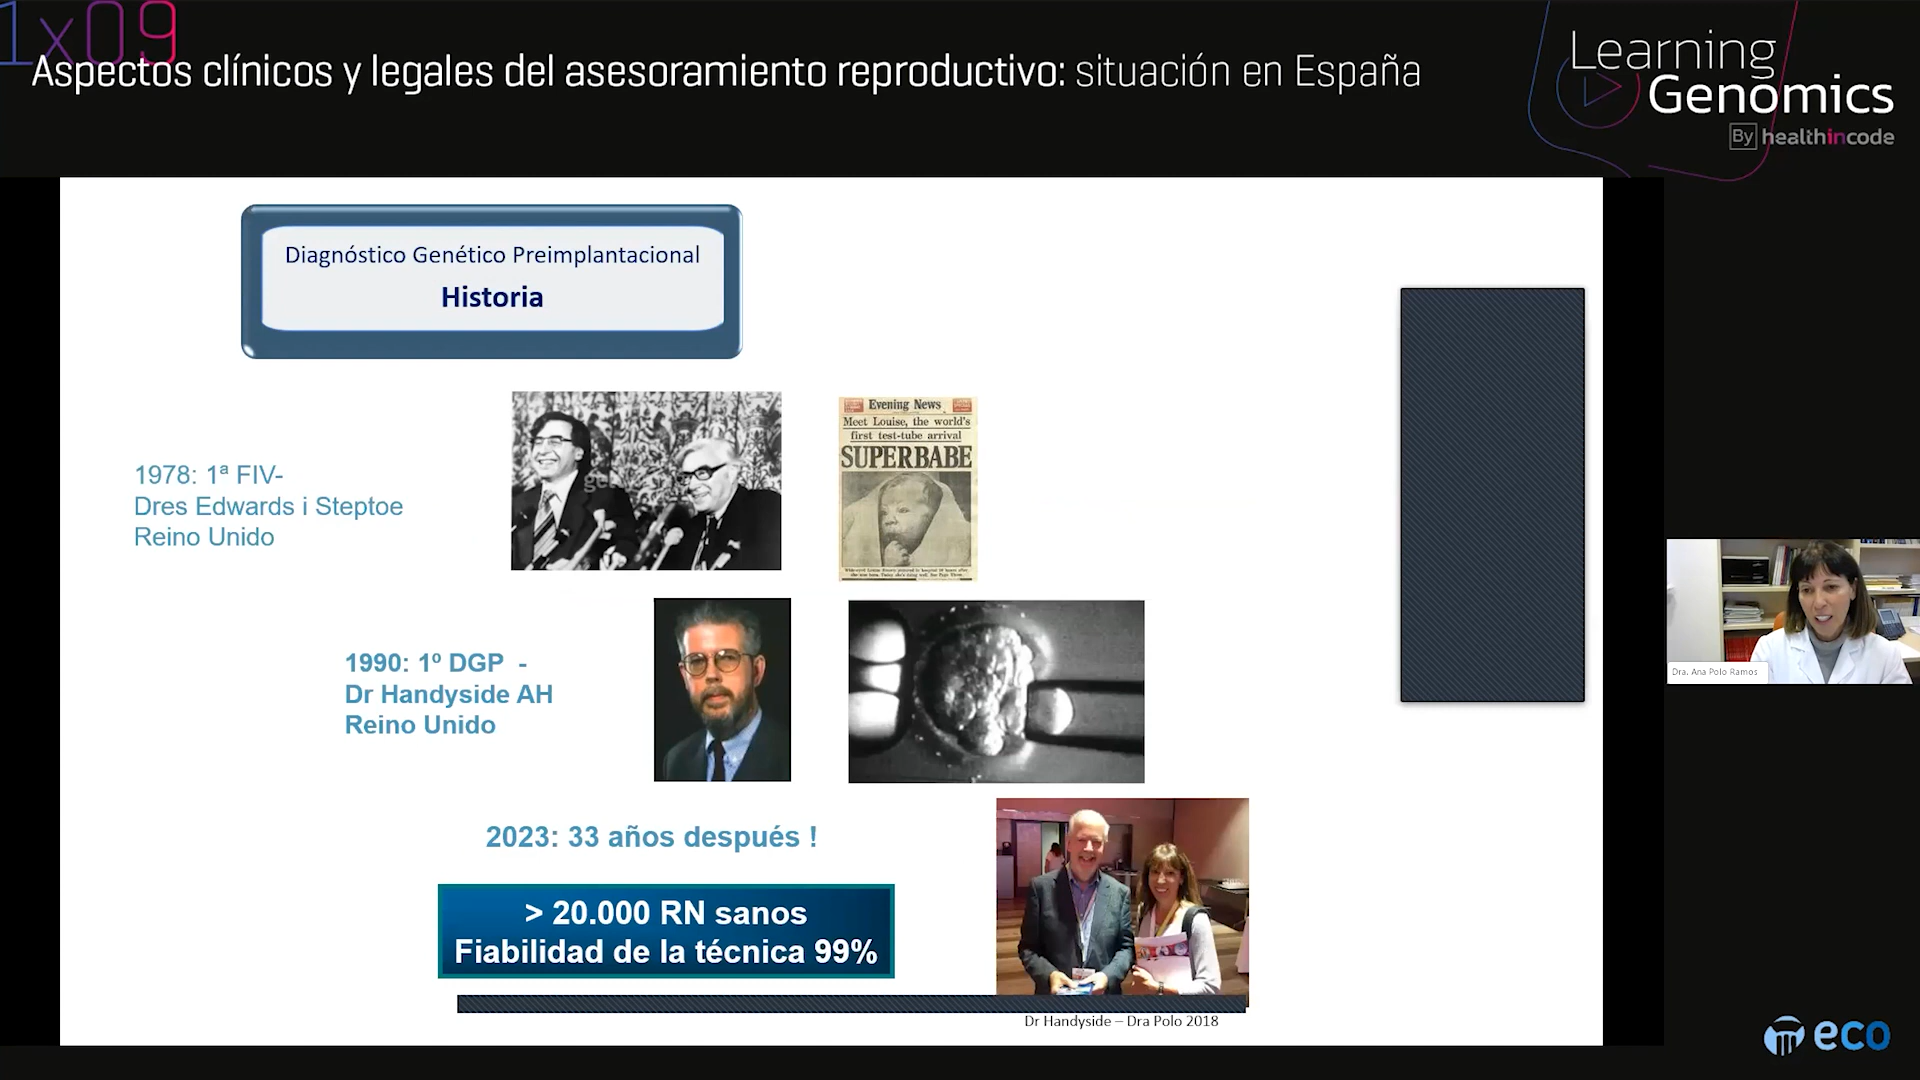 1x09
Aspectos clínicos y legales del asesoramiento reproductivo: situación en España
Learning
Genomics
By healthincode
Diagnóstico Genético Preimplantacional
Historia
1978: 1ª FIV-
Dres Edwards i Steptoe
Reino Unido
Evening News
Meet Louise, the world's
first test-tube arrival
SUPERBABE
1990: 1º DGP -
Dr Handyside AH
Reino Unido
2023: 33 años después !
> 20.000 RN sanos
Fiabilidad de la técnica 99%
Dr Handyside – Dra Polo 2018
Dra. Ana Polo Ramos
eco